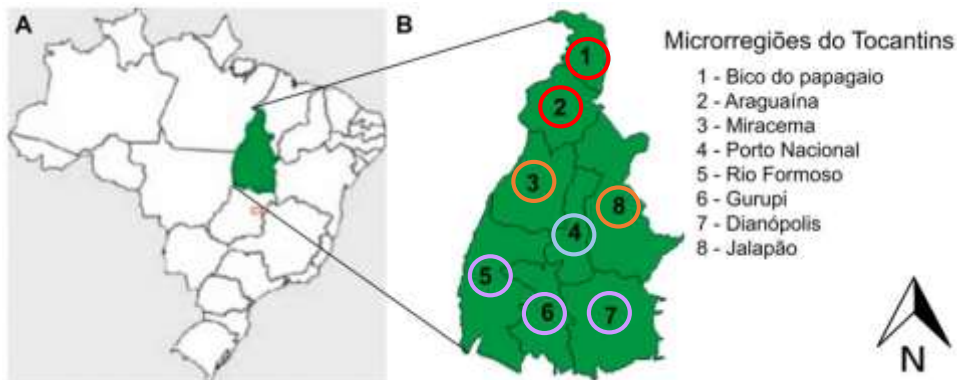 A
B
Microrregiões do Tocantins
1 - Bico do papagaio
2 - Araguaína
3 - Miracema
4 - Porto Nacional
5 - Rio Formoso
6 - Gurupi
7 - Dianópolis
8 - Jalapão
1
2
3
8
4
5
6
7
N